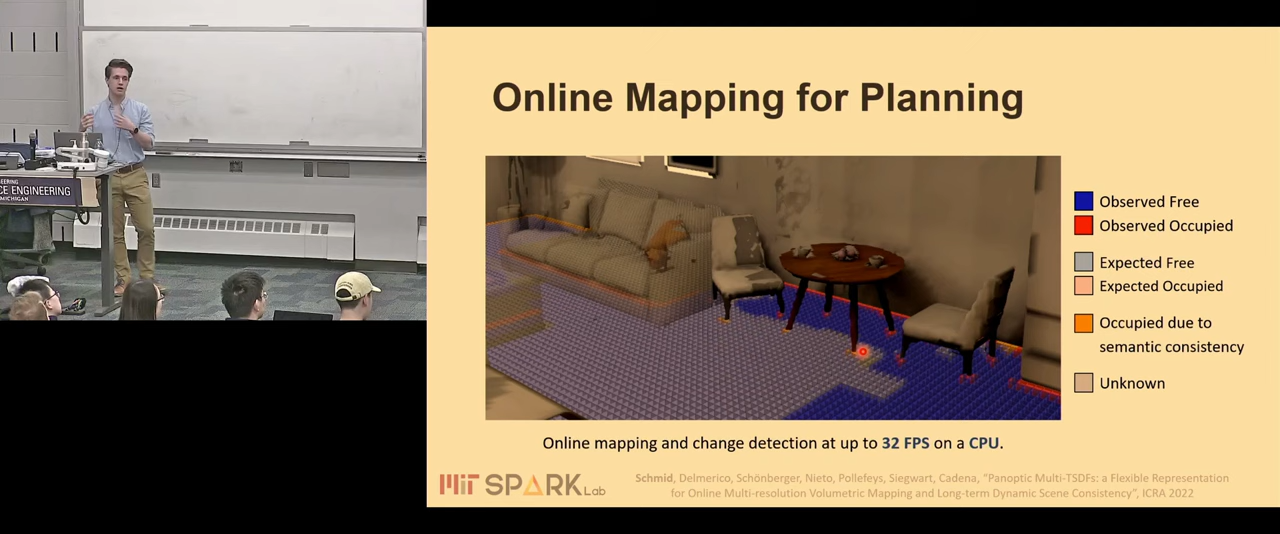 EERING
CE ENGINEERING
MICHIGAN
Online Mapping for Planning
Observed Free
Observed Occupied
Expected Free
Expected Occupied
Occupied due to
semantic consistency
Unknown
Online mapping and change detection at up to 32 FPS on a CPU.
MIT SPARK Lab
Schmid, Delmerico, Schönberger, Nieto, Pollefeys, Siegwart, Cadena, “Panoptic Multi-TSDFs: a Flexible Representation
for Online Multi-resolution Volumetric Mapping and Long-term Dynamic Scene Consistency”, ICRA 2022